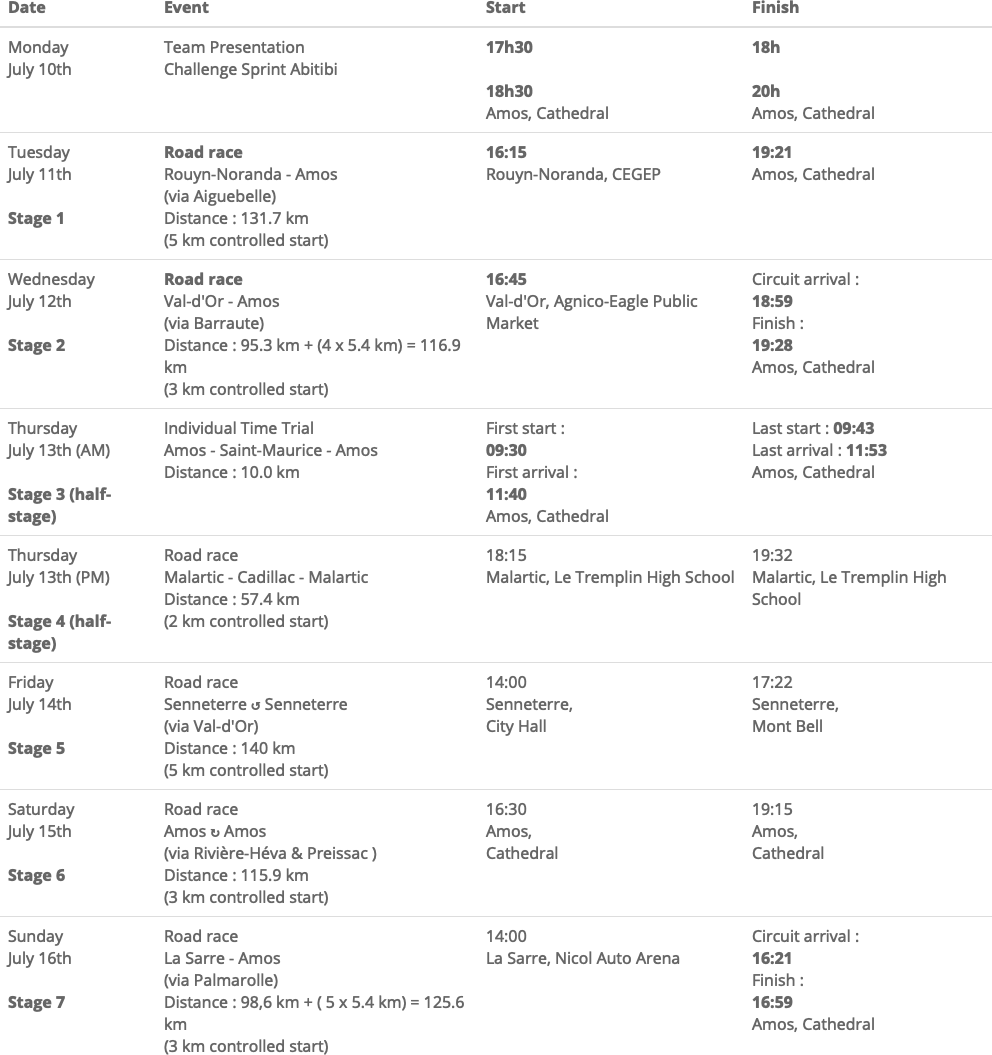 Date Event Start Finish
Monday Team Presentation 17h30 18h
July 10th Challenge Sprint Abitibi
18h30 20h
Amos, Cathedral Amos, Cathedral
Tuesday Road race 16:15 19:21
July 11th Rouyn-Noranda - Amos Rouyn-Noranda, CEGEP Amos, Cathedral
(via Aiguebelle)
Stage 1 Distance : 131.7 km
(5 km controlled start)
Wednesday Road race 16:45 Circuit arrival :
July 12th Val-d'Or - Amos Val-d'Or, Agnico-Eagle Public 18:59
(via Barraute) Market Finish :
Stage 2 Distance : 95.3 km + (4 x 5.4 km) = 116.9 19:28
km Amos, Cathedral
(3 km controlled start)
Thursday Individual Time Trial First start : Last start : 09:43
July 13th (AM) Amos - Saint-Maurice - Amos 09:30 Last arrival : 11:53
Distance : 10.0 km First arrival : Amos, Cathedral
Stage 3 (half- 11:40
stage) Amos, Cathedral
Thursday Road race 18:15 19:32
July 13th (PM) Malartic - Cadillac - Malartic Malartic, Le Tremplin High School Malartic, Le Tremplin High
Distance : 57.4 km School
Stage 4 (half- (2 km controlled start)
stage)
Friday Road race 14:00 17:22
July 14th Senneterre ↺ Senneterre Senneterre, Senneterre,
(via Val-d'Or) City Hall Mont Bell
Stage 5 Distance : 140 km
(5 km controlled start)
Saturday Road race 16:30 19:15
July 15th Amos ↻ Amos Amos, Amos,
(via Rivière-Héva & Preissac ) Cathedral Cathedral
Stage 6 Distance : 115.9 km
(3 km controlled start)
Sunday Road race 14:00 Circuit arrival :
July 16th La Sarre - Amos La Sarre, Nicol Auto Arena 16:21
(via Palmarolle) Finish :
Stage 7 Distance : 98,6 km + ( 5 x 5.4 km) = 125.6 16:59
km Amos, Cathedral
(3 km controlled start)